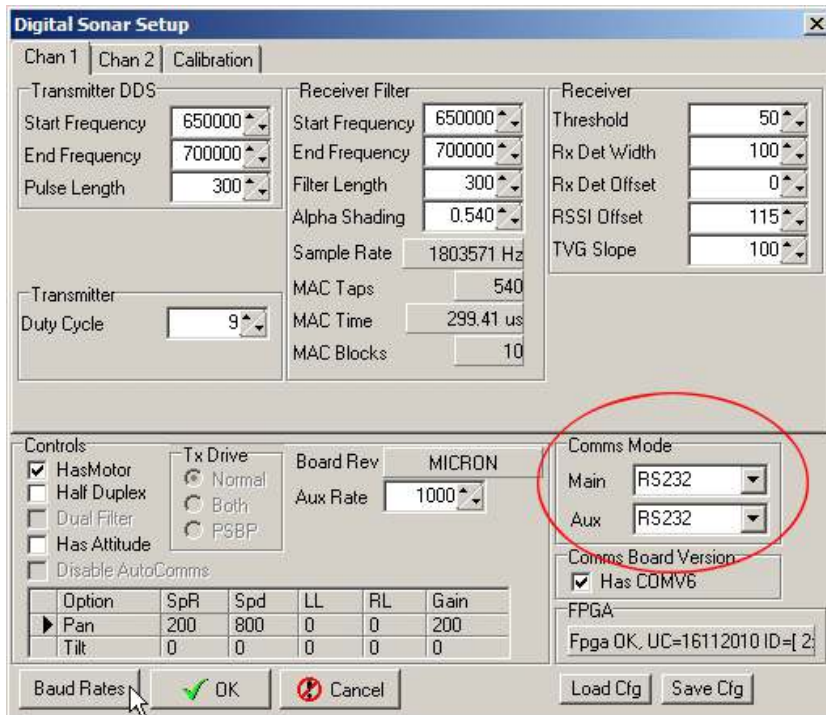 Digital Sonar Setup
Chan 1 Chan 2 Calibration
Transmitter DDS
Start Frequency 650000
End Frequency 700000
Pulse Length 300
Transmitter
Duty Cycle 9
Receiver Filter
Start Frequency 650000
End Frequency 700000
Filter Length 300
Alpha Shading 0.540
Sample Rate 1803571 Hz
MAC Taps 540
MAC Time 299.41 us
MAC Blocks 10
Receiver
Threshold 50
Rx Det Width 100
Rx Det Offset 0
RSSI Offset 115
TVG Slope 100
Controls
HasMotor
Half Duplex
Dual Filter
Has Attitude
Disable AutoComms
Tx Drive
Normal
Both
PSBP
Board Rev MICRON
Aux Rate 1000
Option SpR Spd LL RL Gain
Pan 200 800 0 0 200
Tilt 0 0 0 0 0
Comms Mode
Main RS232
Aux RS232
Comms Board Version
Has COMV6
FPGA
Fpga OK, UC=16112010 ID=[ 2:
Baud Rates OK Cancel Load Cfg Save Cfg